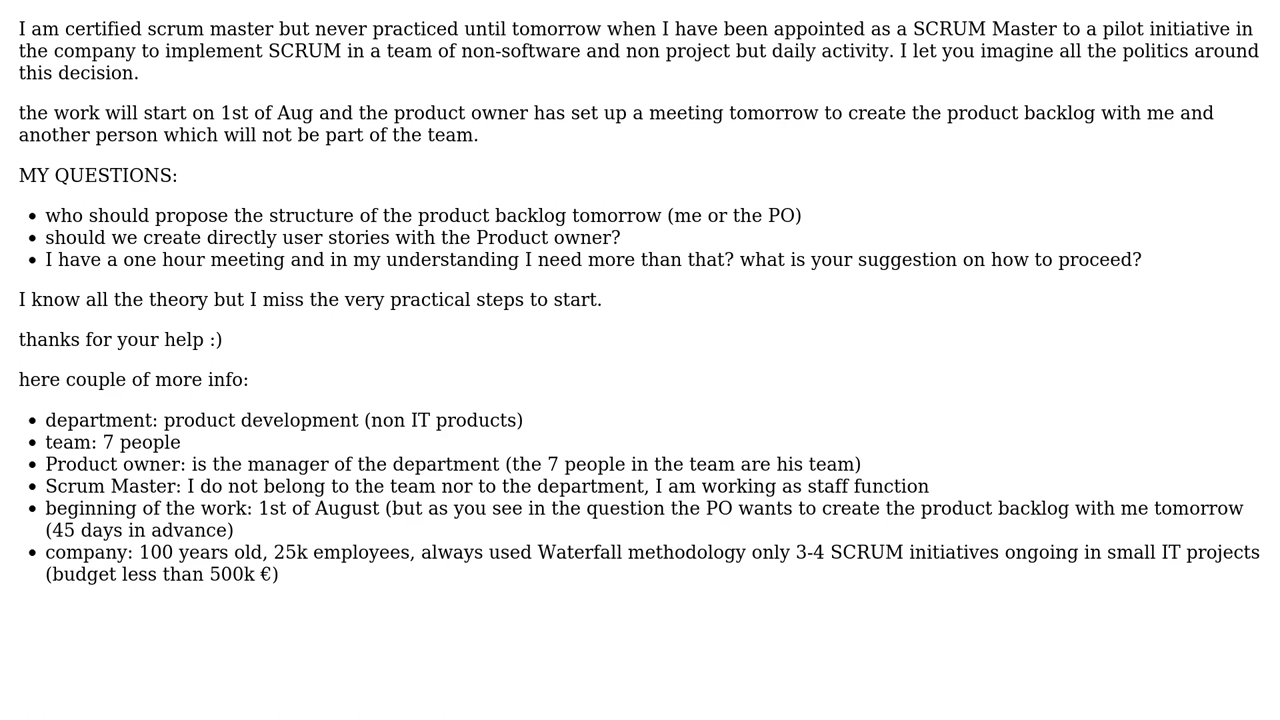 I am certified scrum master but never practiced until tomorrow when I have been appointed as a SCRUM Master to a pilot initiative in
the company to implement SCRUM in a team of non-software and non project but daily activity. I let you imagine all the politics around
this decision.
the work will start on 1st of Aug and the product owner has set up a meeting tomorrow to create the product backlog with me and
another person which will not be part of the team.
MY QUESTIONS:
• who should propose the structure of the product backlog tomorrow (me or the PO)
• should we create directly user stories with the Product owner?
• I have a one hour meeting and in my understanding I need more than that? what is your suggestion on how to proceed?
I know all the theory but I miss the very practical steps to start.
thanks for your help :)
here couple of more info:
• department: product development (non IT products)
• team: 7 people
• Product owner: is the manager of the department (the 7 people in the team are his team)
• Scrum Master: I do not belong to the team nor to the department, I am working as staff function
• beginning of the work: 1st of August (but as you see in the question the PO wants to create the product backlog with me tomorrow
(45 days in advance)
• company: 100 years old, 25k employees, always used Waterfall methodology only 3-4 SCRUM initiatives ongoing in small IT projects
(budget less than 500k €)